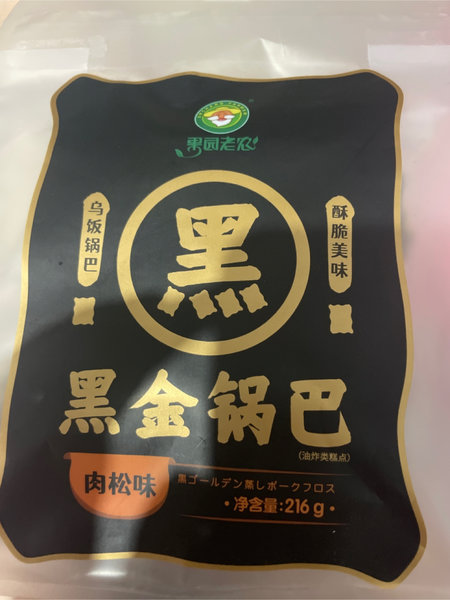 果园老农
乌饭锅巴
黑
酥脆美味
黑金锅巴
(油炸类糕点)
肉松味
黒ゴールデン蒸しポークフロス
·净含量:216g·